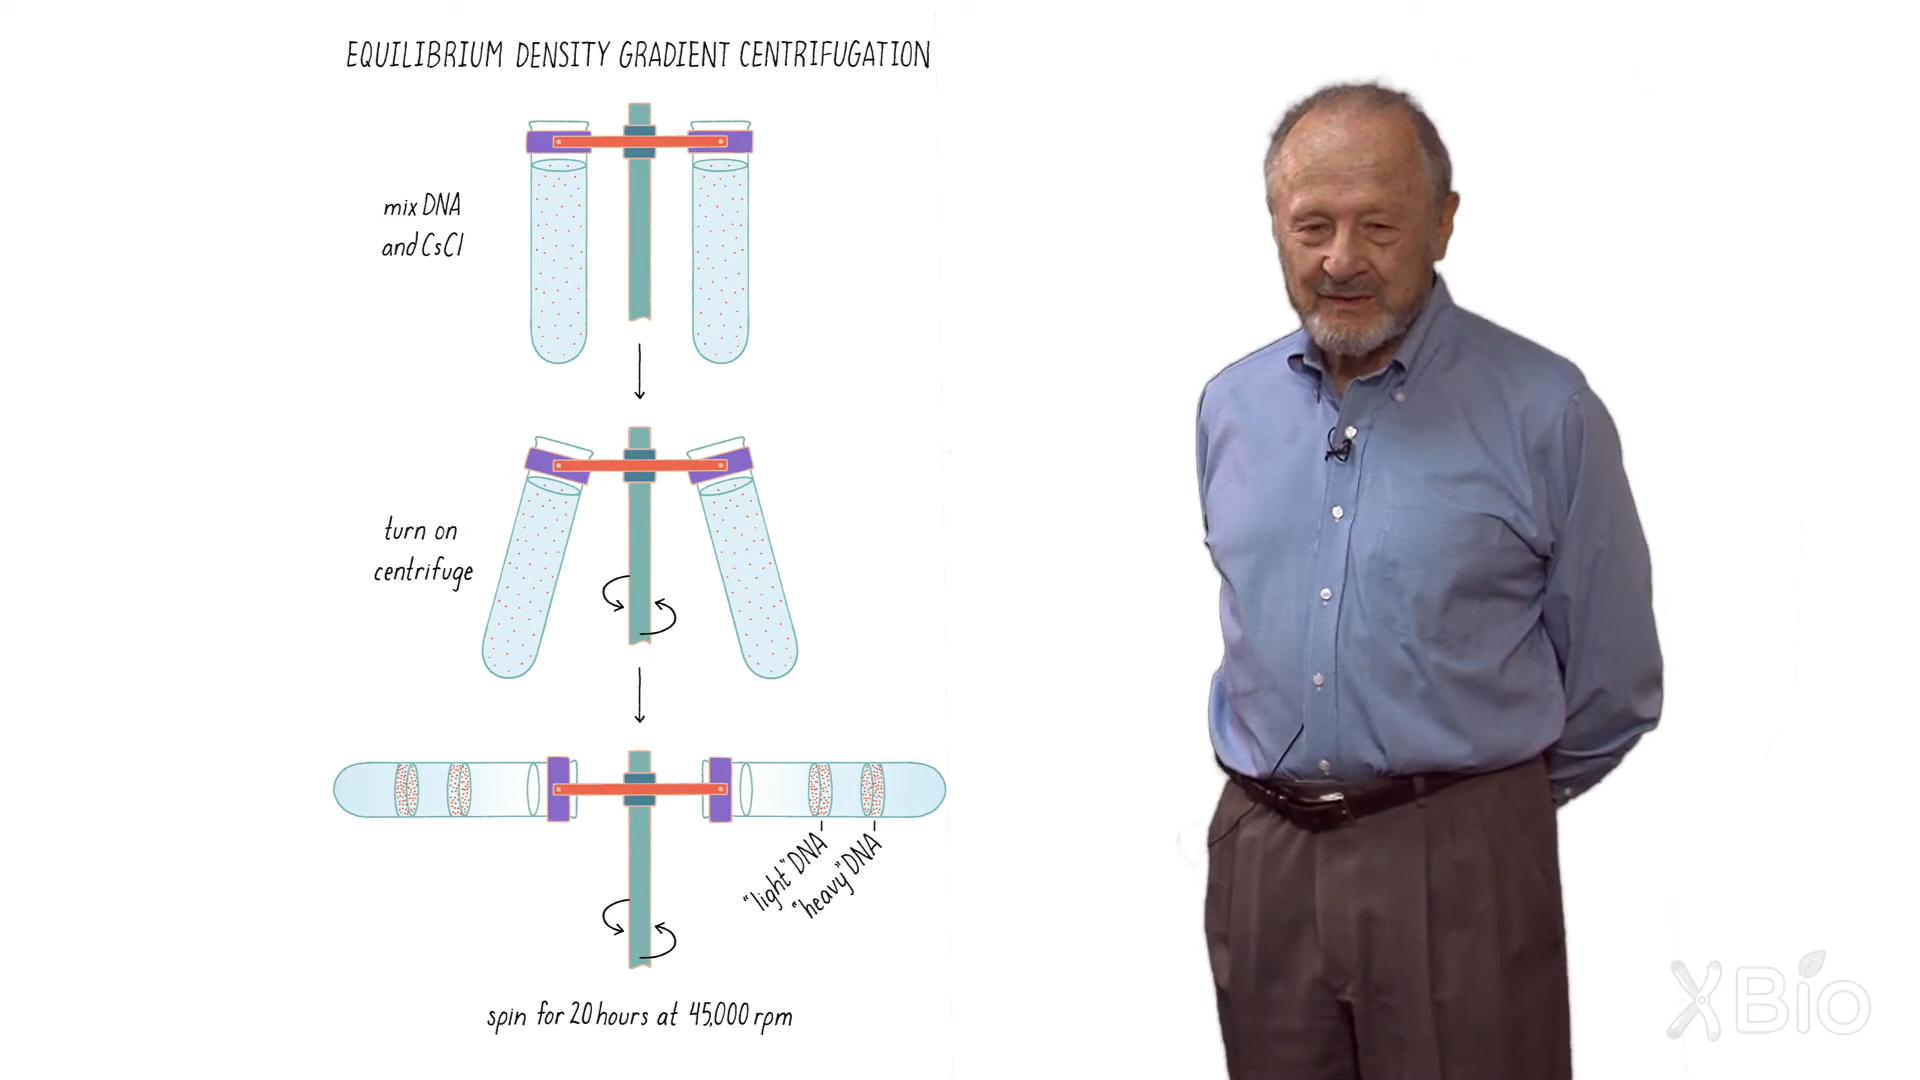 EQUILIBRIUM DENSITY GRADIENT CENTRIFUGATION
mix DNA
and CsCl
turn on
centrifuge
"light" DNA
"heavy" DNA
spin for 20 hours at 45,000 rpm
XBio